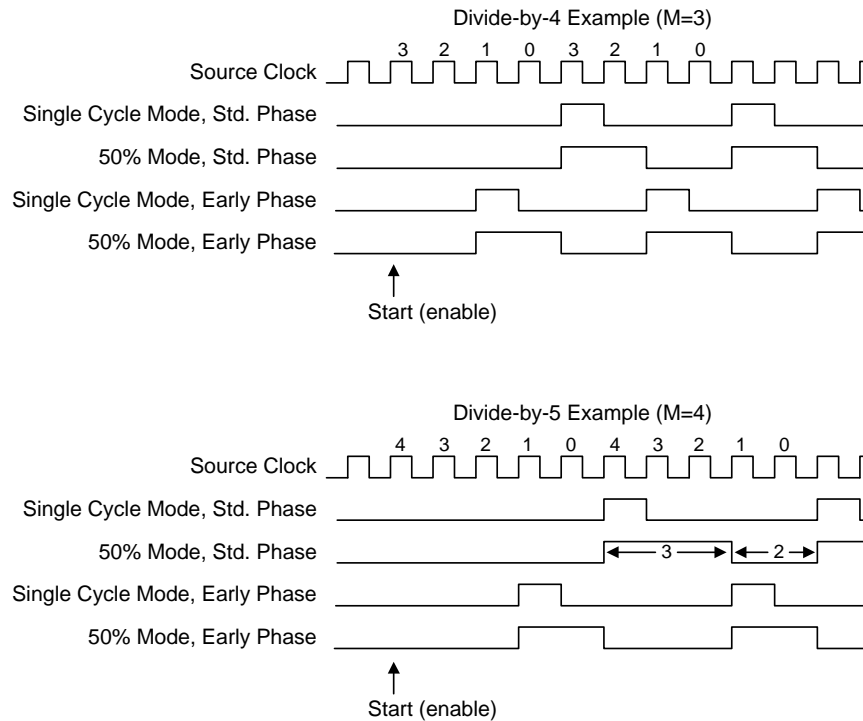 Divide-by-4 Example (M=3)
3 2 1 0 3 2 1 0
Source Clock
Single Cycle Mode, Std. Phase
50% Mode, Std. Phase
Single Cycle Mode, Early Phase
50% Mode, Early Phase
Start (enable)
Divide-by-5 Example (M=4)
4 3 2 1 0 4 3 2 1 0
Source Clock
Single Cycle Mode, Std. Phase
50% Mode, Std. Phase
3 2
Single Cycle Mode, Early Phase
50% Mode, Early Phase
Start (enable)